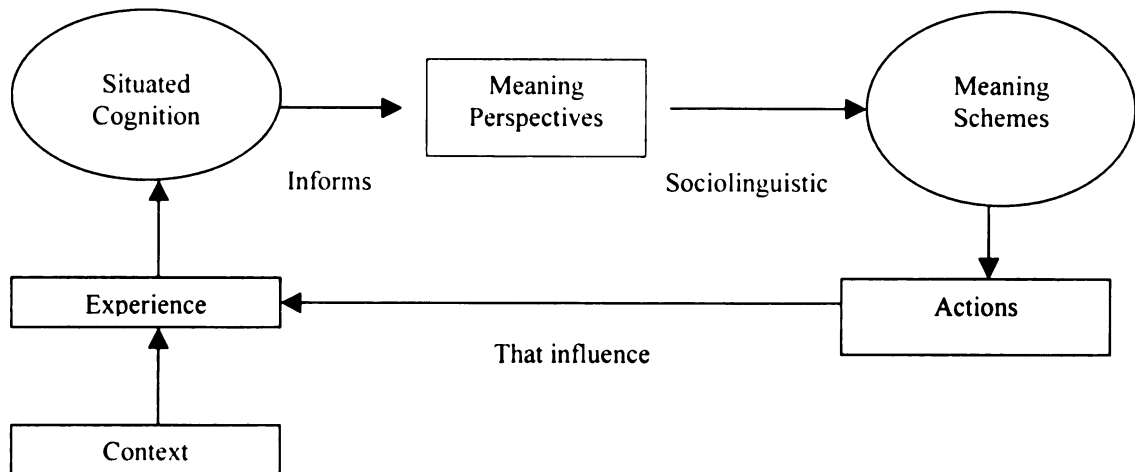 Situated
Cognition
Meaning
Perspectives
Meaning
Schemes
Informs
Sociolinguistic
Experience
Actions
That influence
Context